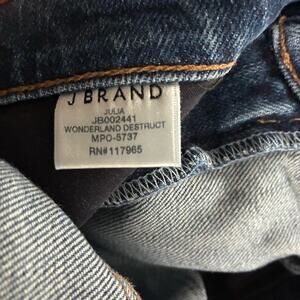 J BRAND
JULIA
JB002441
WONDERLAND DESTRUCT
MPO-5737
RN#117965